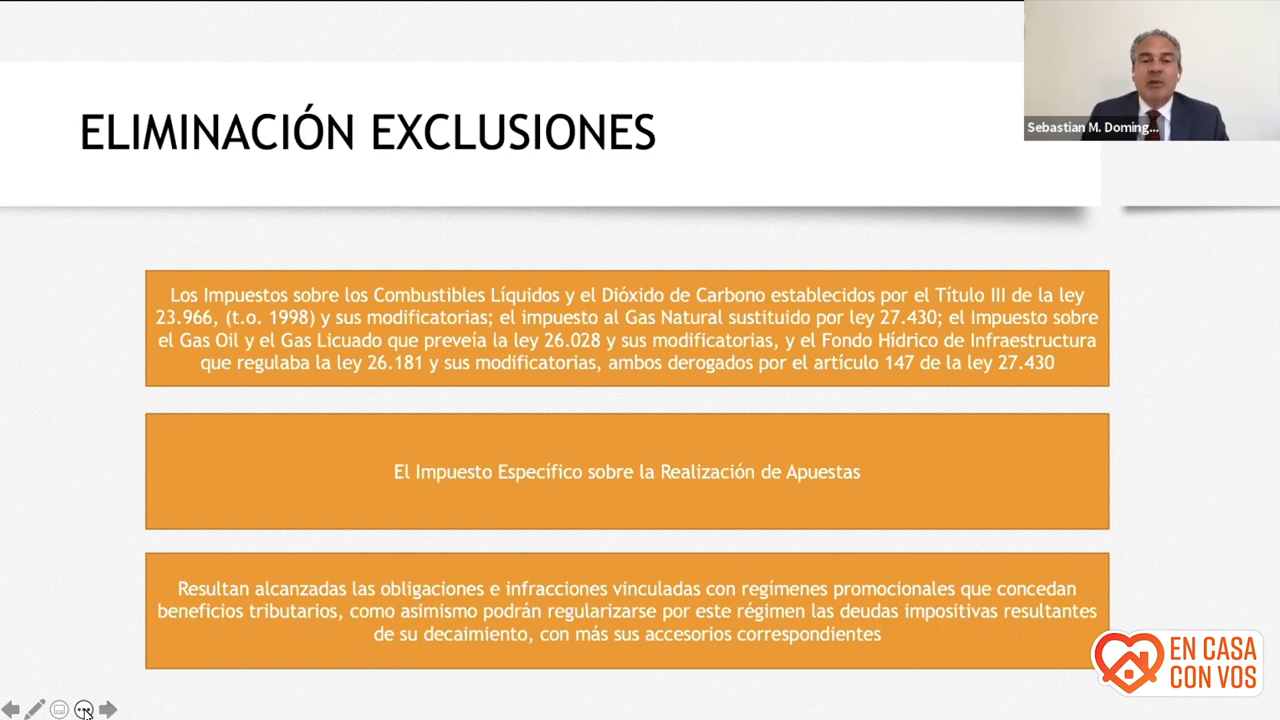 ELIMINACIÓN EXCLUSIONES
Sebastian M. Doming...
Los Impuestos sobre los Combustibles Líquidos y el Dióxido de Carbono establecidos por el Título III de la ley
23.966, (t.o. 1998) y sus modificatorias; el impuesto al Gas Natural sustituido por ley 27.430; el Impuesto sobre
el Gas Oil y el Gas Licuado que preveía la ley 26.028 y sus modificatorias, y el Fondo Hídrico de Infraestructura
que regulaba la ley 26.181 y sus modificatorias, ambos derogados por el artículo 147 de la ley 27.430
El Impuesto Específico sobre la Realización de Apuestas
Resultan alcanzadas las obligaciones e infracciones vinculadas con regímenes promocionales que concedan
beneficios tributarios, como asimismo podrán regularizarse por este régimen las deudas impositivas resultantes
de su decaimiento, con más sus accesorios correspondientes
EN CASA
CON VOS